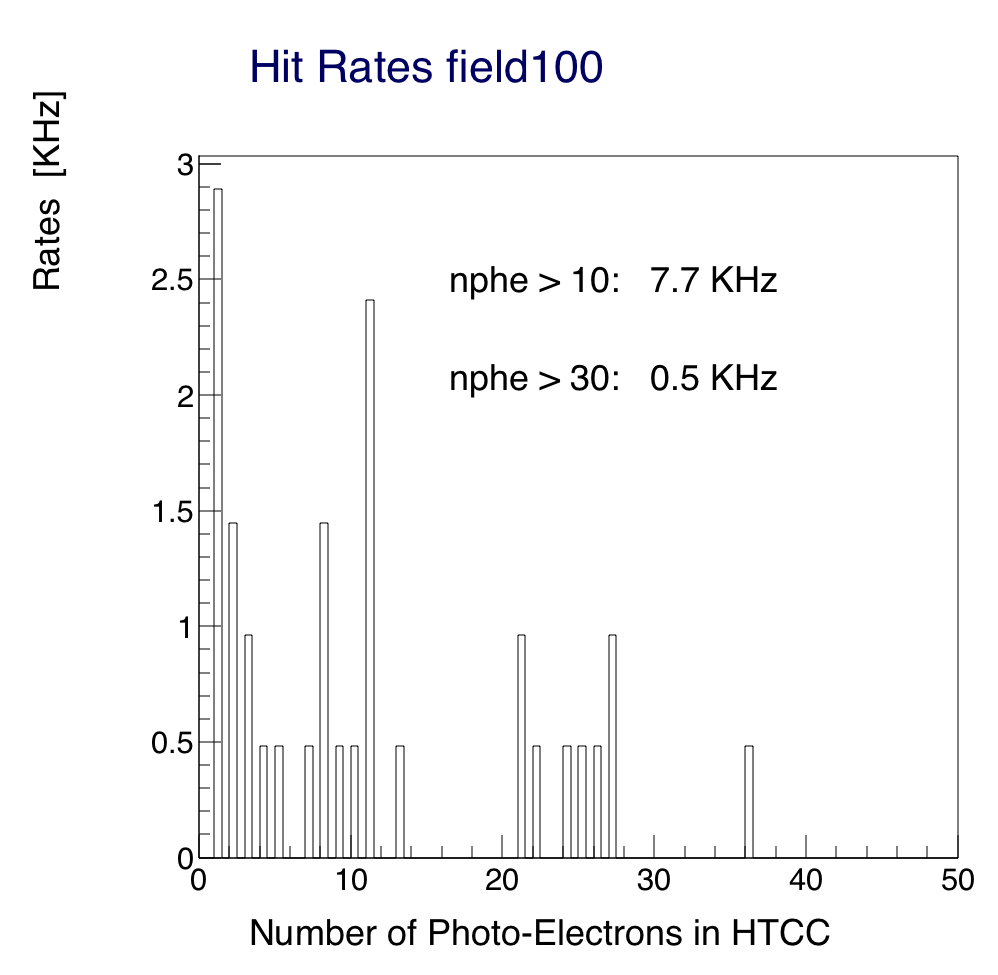 Hit Rates field100
Rates [KHz]
3
2.5
2
1.5
1
0.5
0
nphe > 10: 7.7 KHz
nphe > 30: 0.5 KHz
0 10 20 30 40 50
Number of Photo-Electrons in HTCC